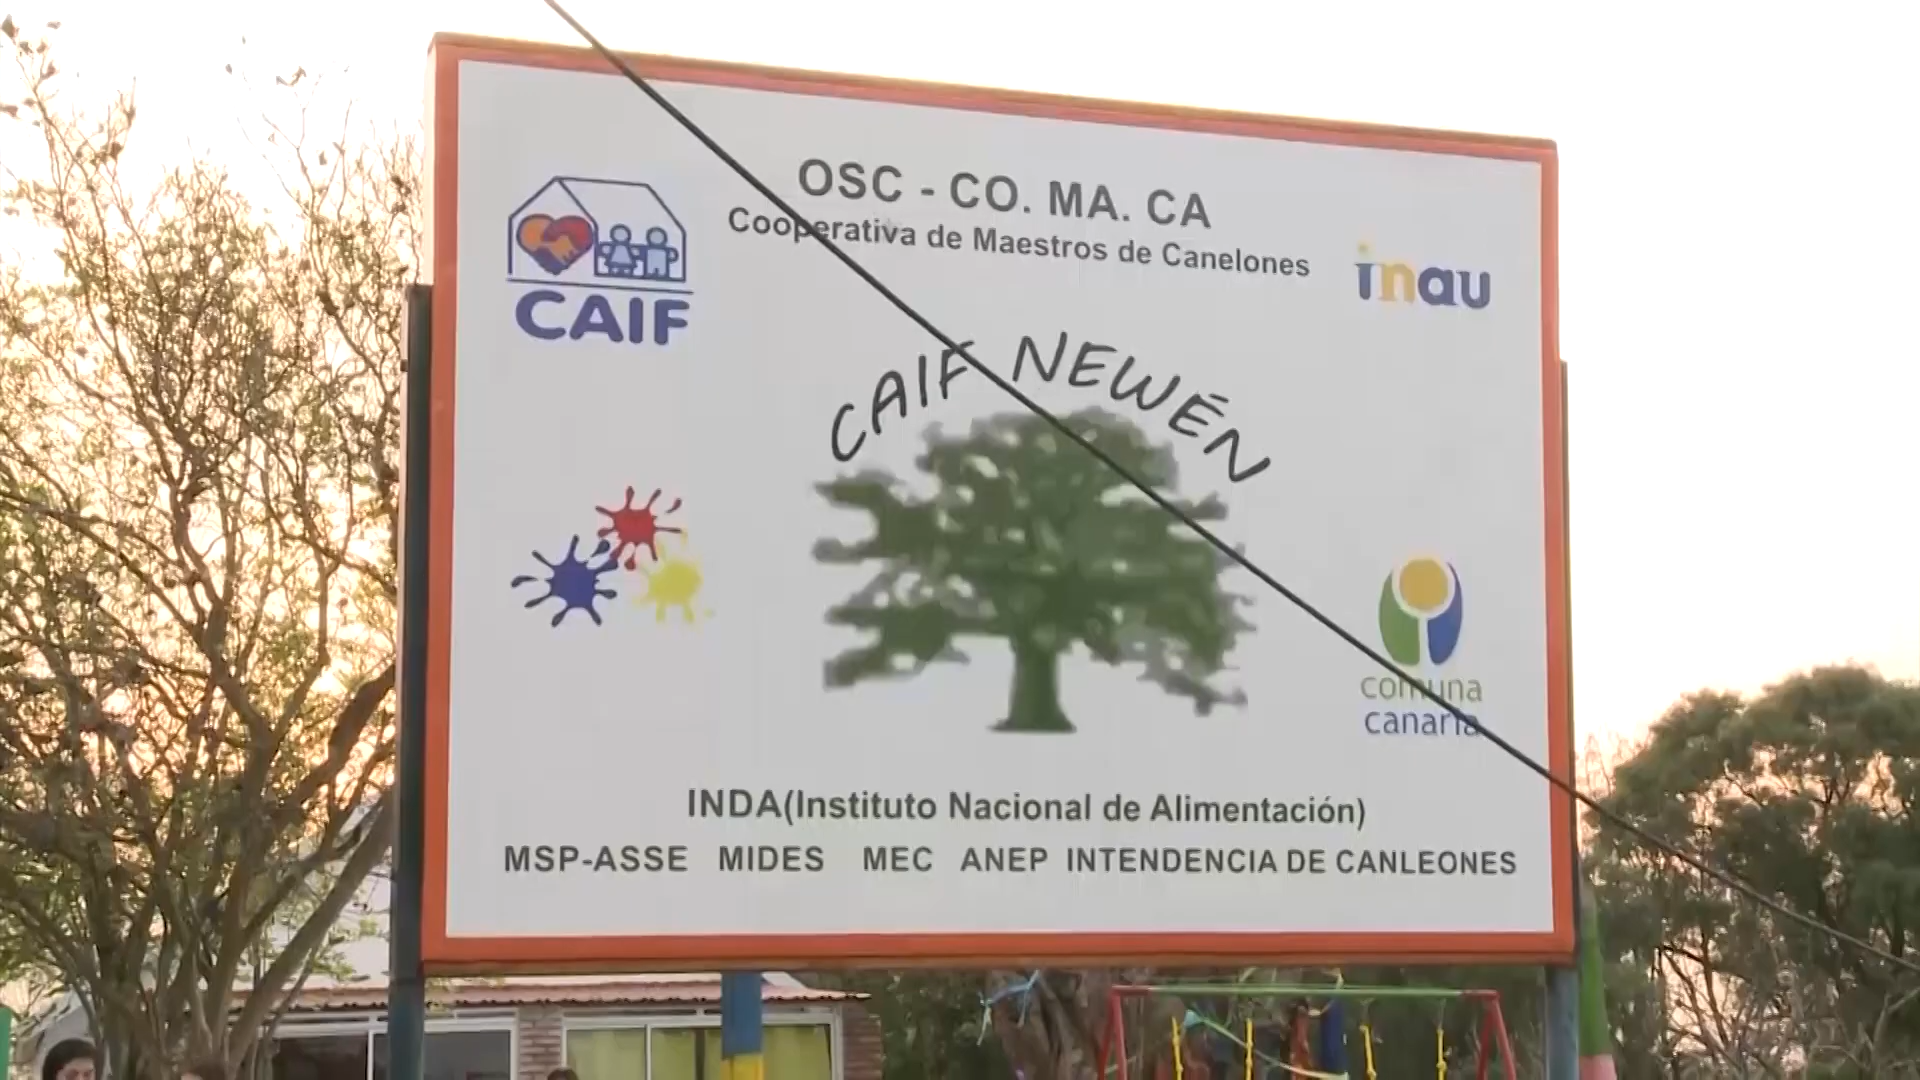 OSC - CO. MA. CA
Cooperativa de Maestros de Canelones
CAIF
inau
CAIF NEWÉN
comuna
canaria
INDA(Instituto Nacional de Alimentación)
MSP-ASSE MIDES MEC ANEP INTENDENCIA DE CANLEONES